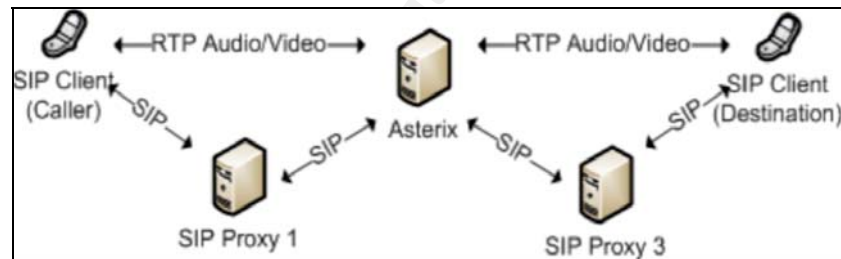 RTP Audio/Video
RTP Audio/Video
SIP Client
(Caller)
SIP
SIP
Asterix
SIP
SIP
SIP Client
(Destination)
SIP Proxy 1
SIP Proxy 3